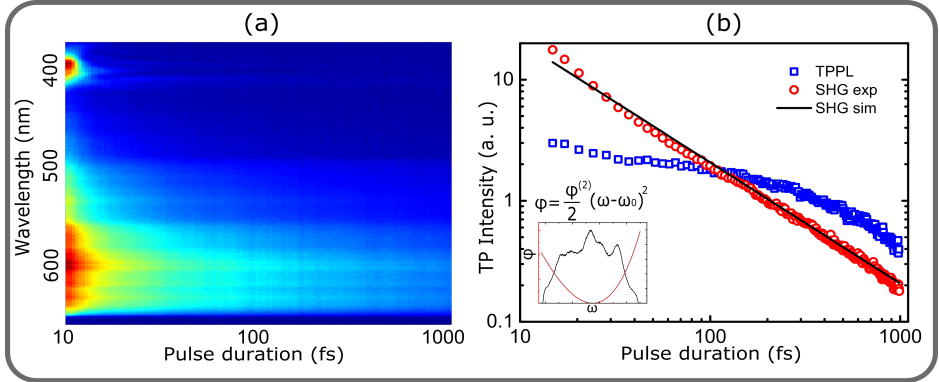 (a)
Wavelength (nm)
400
500
600
10
100
1000
Pulse duration (fs)
(b)
TP Intensity (a. u.)
10
1
0.1
TPPL
SHG exp
SHG sim
φ=φ⁽²⁾/2 (ω-ω₀)²
φ
ω
10
100
1000
Pulse duration (fs)